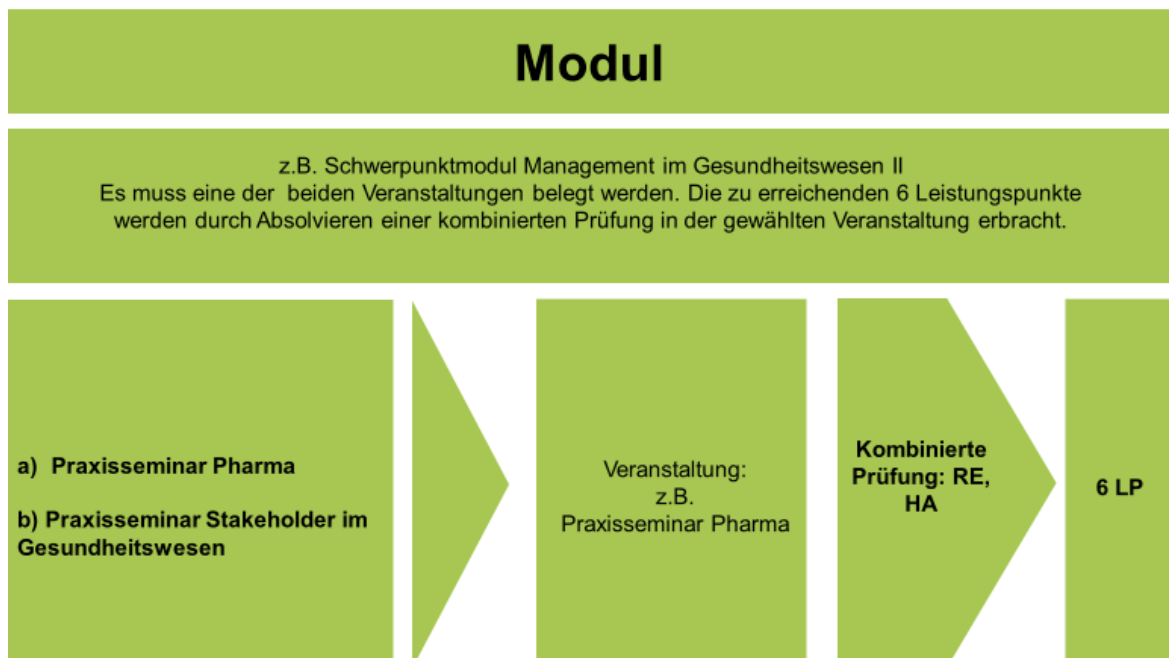 Modul
z.B. Schwerpunktmodul Management im Gesundheitswesen II
Es muss eine der beiden Veranstaltungen belegt werden. Die zu erreichenden 6 Leistungspunkte
werden durch Absolvieren einer kombinierten Prüfung in der gewählten Veranstaltung erbracht.
a) Praxisseminar Pharma
b) Praxisseminar Stakeholder im
Gesundheitswesen
Veranstaltung:
z.B.
Praxisseminar Pharma
Kombinierte
Prüfung: RE,
HA
6 LP